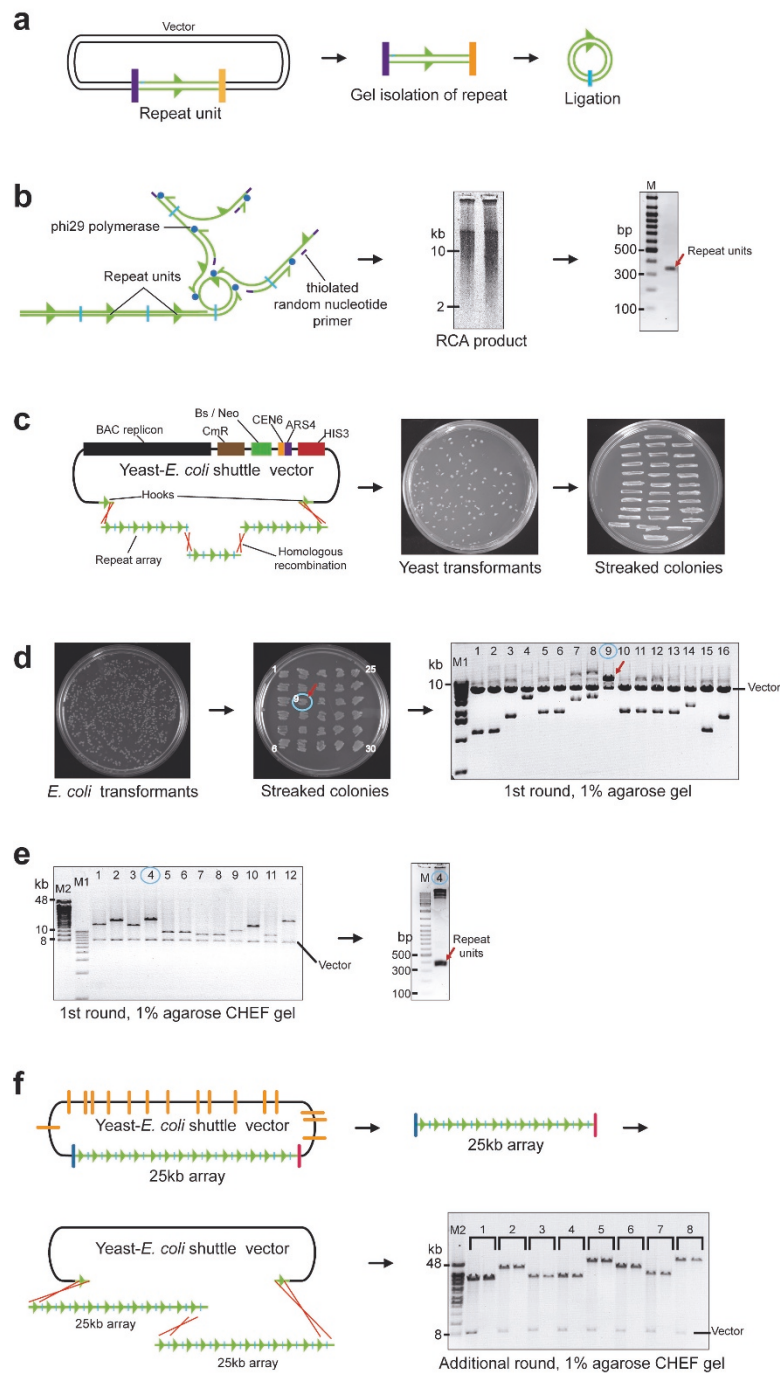 a
Vector
Repeat unit
Gel isolation of repeat
Ligation
b
phi29 polymerase
Repeat units
thiolated
random nucleotide
primer
kb
10
2
RCA product
M
bp
500
300
100
Repeat units
c
BAC replicon
CmR
Bs / Neo
CEN6
ARS4
HIS3
Yeast-E. coli shuttle vector
Hooks
Repeat array
Homologous
recombination
Yeast transformants
Streaked colonies
d
E. coli transformants
1
25
9
6
30
Streaked colonies
kb
M1
1 2 3 4 5 6 7 8 9 10 11 12 13 14 15 16
10
Vector
1st round, 1% agarose gel
e
kb
M2
M1
1 2 3 4 5 6 7 8 9 10 11 12
48
10
8
Vector
1st round, 1% agarose CHEF gel
M 4
bp
500
300
100
Repeat
units
f
Yeast-E. coli shuttle vector
25kb array
25kb array
Yeast-E. coli shuttle vector
25kb array
25kb array
kb
M2
1 2 3 4 5 6 7 8
48
8
Vector
Additional round, 1% agarose CHEF gel